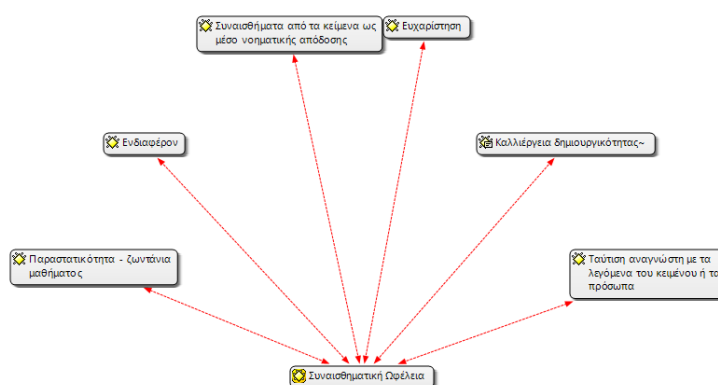 Συναισθήματα από τα κείμενα ως
μέσο νοηματικής απόδοσης
Ευχαρίστηση
Ενδιαφέρον
Καλλιέργεια δημιουργικότητας~
Παραστατικότητα - ζωντάνια
μαθήματος
Ταύτιση αναγνώστη με τα
λεγόμενα του κειμένου ή τα
πρόσωπα
Συναισθηματική Ωφέλεια